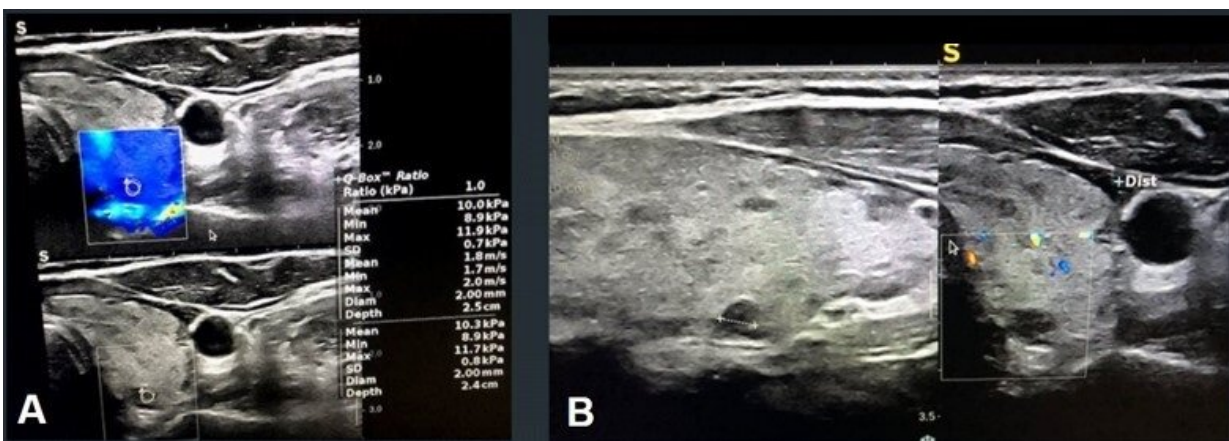 S
1.0
2.0
+Q-Box™ Ratio
Ratio (kPa) 1.0
Mean 10.0 kPa
Min 8.9 kPa
Max 11.9 kPa
SD 0.7 kPa
Mean 1.8 m/s
Min 1.7 m/s
Max 2.0 m/s
Diam 2.00 mm
Depth 2.5 cm
Mean 10.3 kPa
Min 8.9 kPa
Max 11.7 kPa
SD 0.8 kPa
Diam 2.00 mm
Depth 2.4 cm
S
3.0
A
S
+Dist
3.5
B